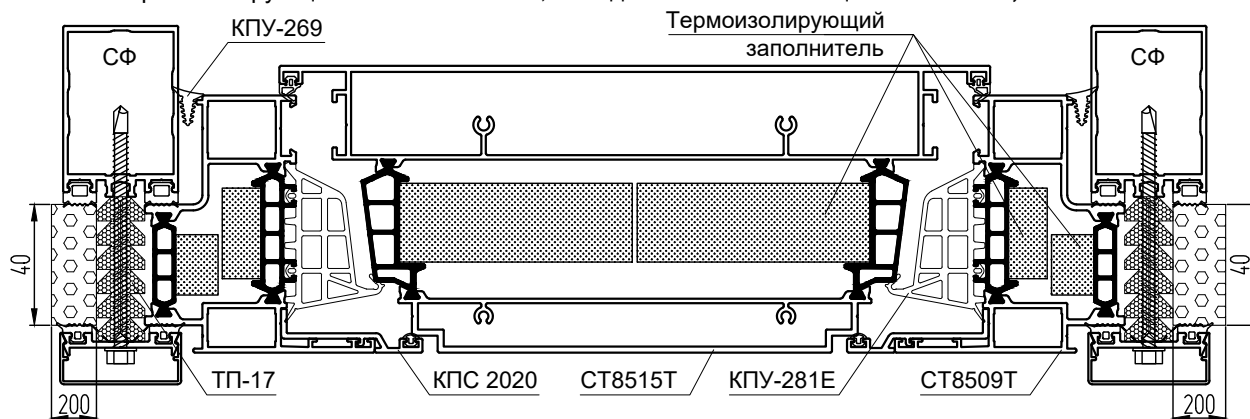 КПУ-269
Термоизолирующий
заполнитель
СФ
СФ
40
40
ТП-17
КПС 2020
СТ8515Т
КПУ-281Е
СТ8509Т
200
200